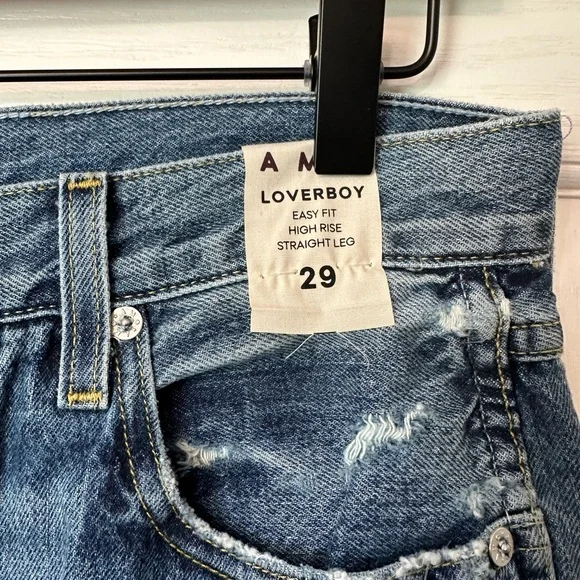 A M
LOVERBOY
EASY FIT
HIGH RISE
STRAIGHT LEG
29